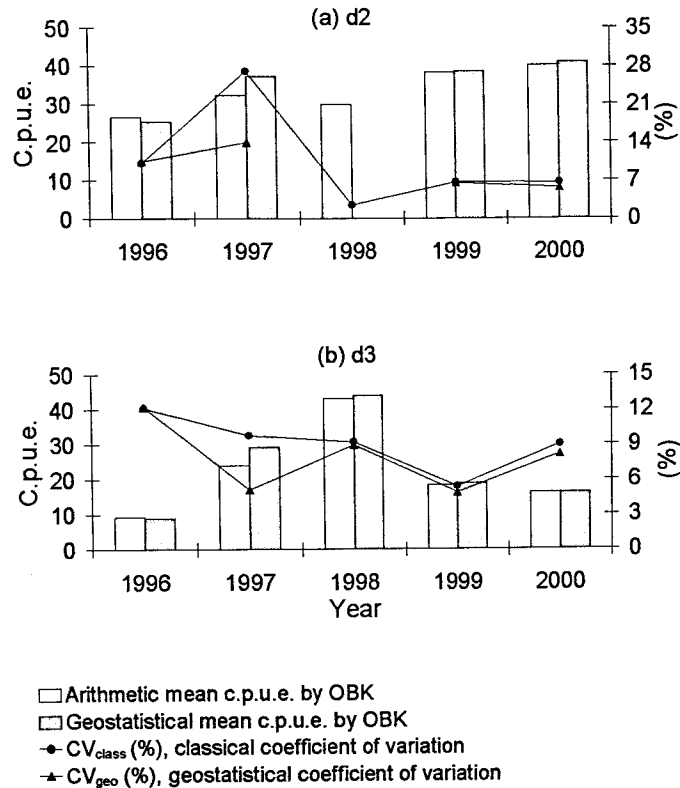 (a) d2
50
40
30
20
10
0
C.p.u.e.
35
28
21
14
7
0
(%)
1996 1997 1998 1999 2000
(b) d3
50
40
30
20
10
0
C.p.u.e.
15
12
9
6
3
0
(%)
1996 1997 1998 1999 2000
Year
Arithmetic mean c.p.u.e. by OBK
Geostatistical mean c.p.u.e. by OBK
CVclass (%), classical coefficient of variation
CVgeo (%), geostatistical coefficient of variation